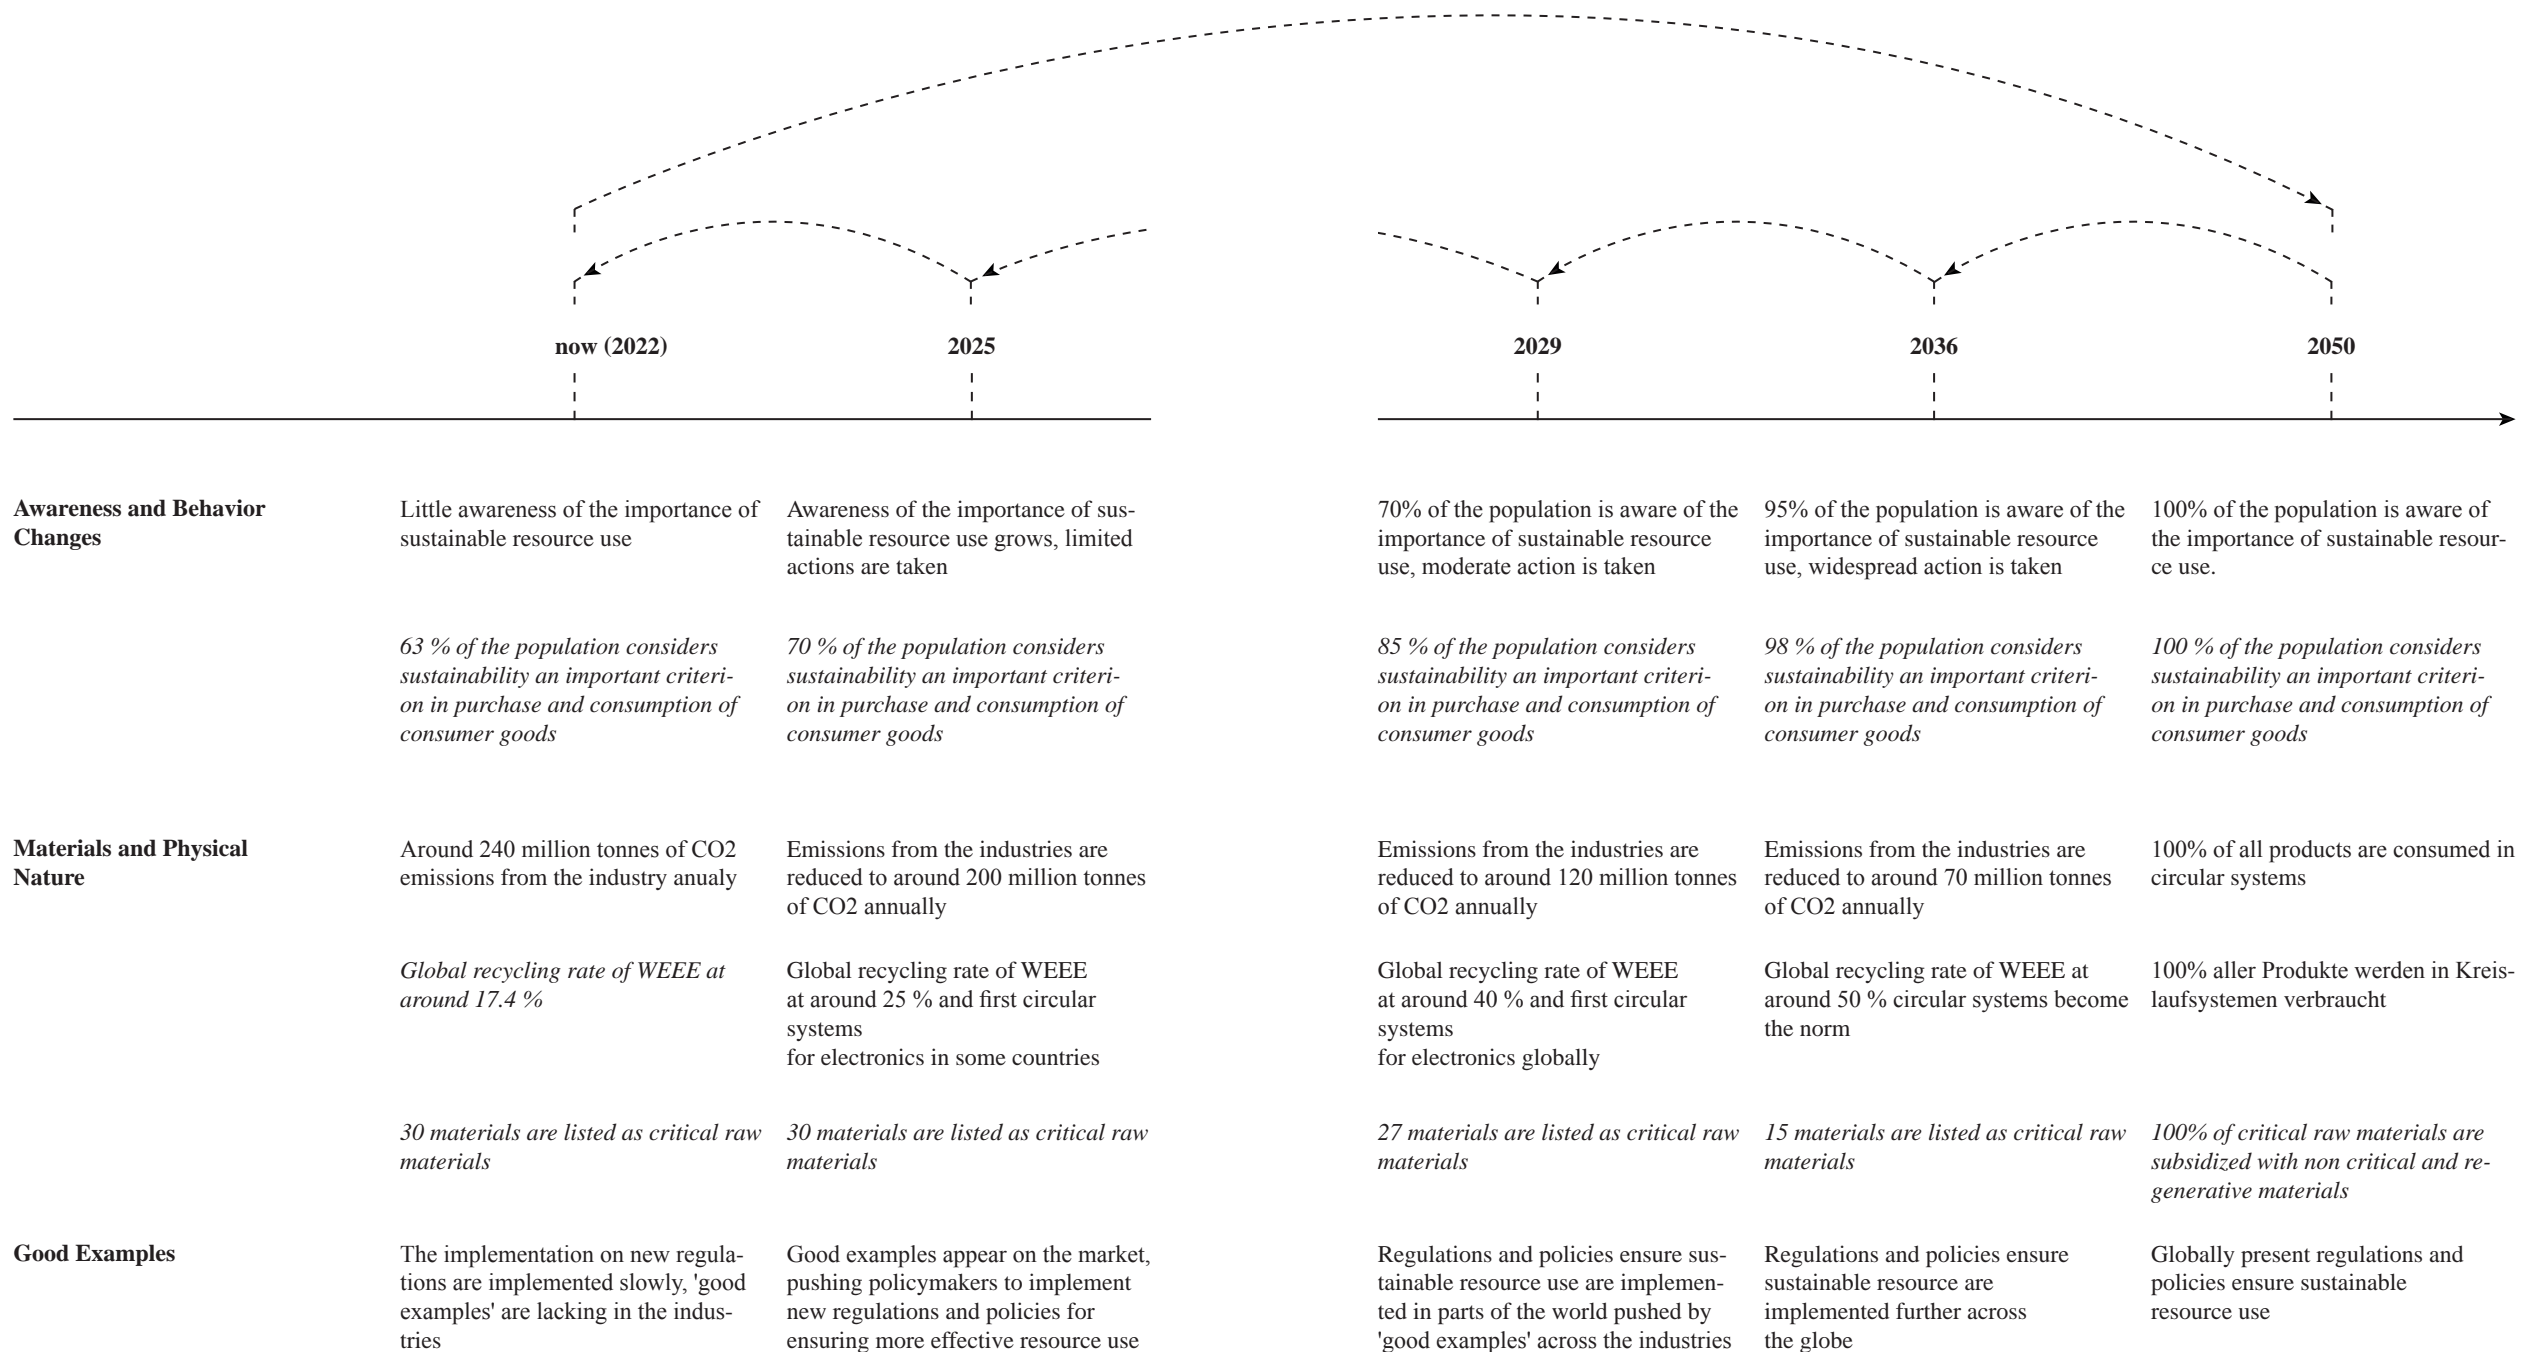 now (2022)
2025
2029
2036
2050
Awareness and Behavior
Changes
Little awareness of the importance of
sustainable resource use
Awareness of the importance of sus-
tainable resource use grows, limited
actions are taken
70% of the population is aware of the
importance of sustainable resource
use, moderate action is taken
95% of the population is aware of the
importance of sustainable resource
use, widespread action is taken
100% of the population is aware of
the importance of sustainable resour-
ce use.
63 % of the population considers
sustainability an important criteri-
on in purchase and consumption of
consumer goods
70 % of the population considers
sustainability an important criteri-
on in purchase and consumption of
consumer goods
85 % of the population considers
sustainability an important criteri-
on in purchase and consumption of
consumer goods
98 % of the population considers
sustainability an important criteri-
on in purchase and consumption of
consumer goods
100 % of the population considers
sustainability an important criteri-
on in purchase and consumption of
consumer goods
Materials and Physical
Nature
Around 240 million tonnes of CO2
emissions from the industry anualy
Emissions from the industries are
reduced to around 200 million tonnes
of CO2 annually
Emissions from the industries are
reduced to around 120 million tonnes
of CO2 annually
Emissions from the industries are
reduced to around 70 million tonnes
of CO2 annually
100% of all products are consumed in
circular systems
Global recycling rate of WEEE at
around 17.4 %
Global recycling rate of WEEE
at around 25 % and first circular
systems
for electronics in some countries
Global recycling rate of WEEE
at around 40 % and first circular
systems
for electronics globally
Global recycling rate of WEEE at
around 50 % circular systems become
the norm
100% aller Produkte werden in Kreis-
laufsystemen verbraucht
30 materials are listed as critical raw
materials
30 materials are listed as critical raw
materials
27 materials are listed as critical raw
materials
15 materials are listed as critical raw
materials
100% of critical raw materials are
subsidized with non critical and re-
generative materials
Good Examples
The implementation on new regula-
tions are implemented slowly, 'good
examples' are lacking in the indus-
tries
Good examples appear on the market,
pushing policymakers to implement
new regulations and policies for
ensuring more effective resource use
Regulations and policies ensure sus-
tainable resource use are implemen-
ted in parts of the world pushed by
'good examples' across the industries
Regulations and policies ensure
sustainable resource are
implemented further across
the globe
Globally present regulations and
policies ensure sustainable
resource use